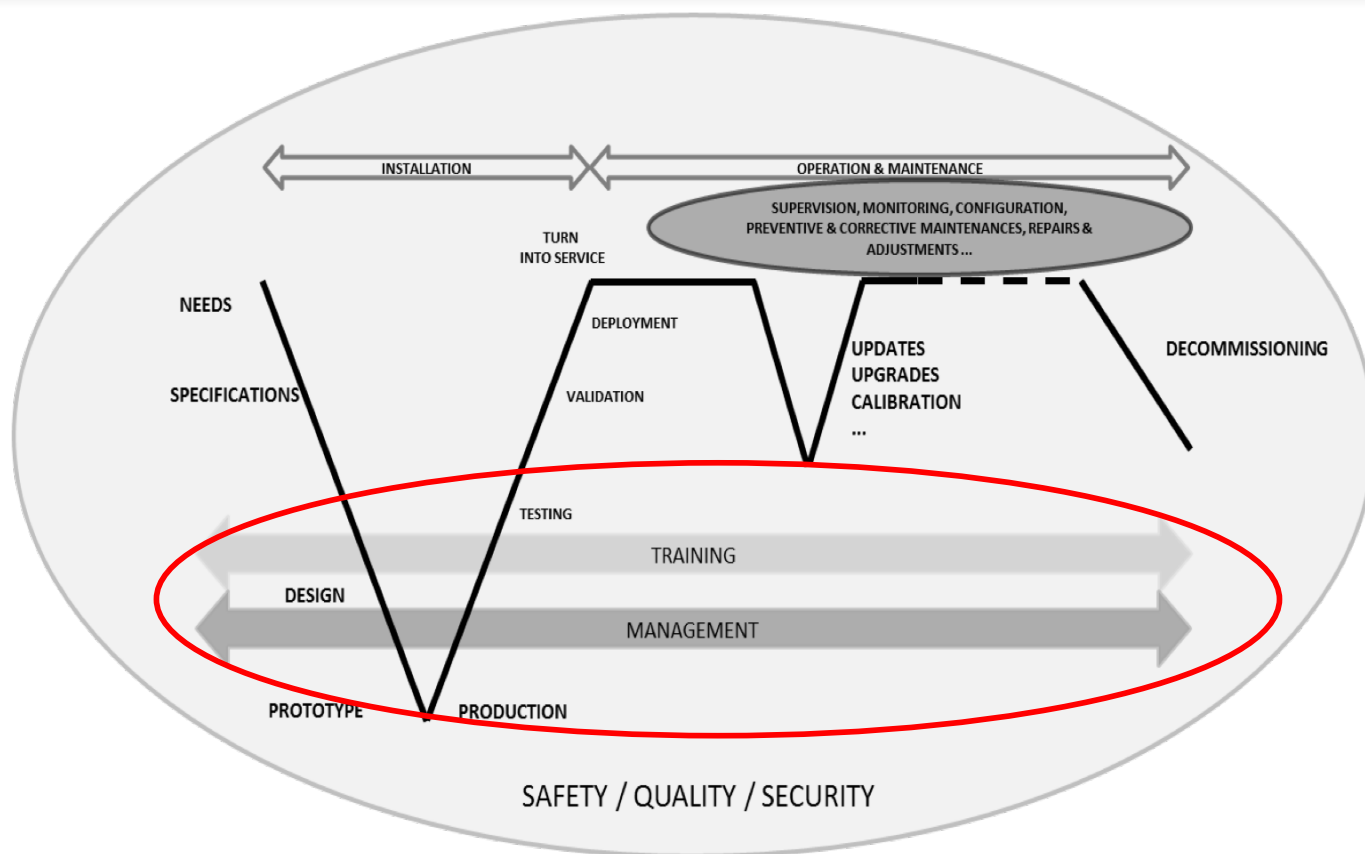 INSTALLATION
OPERATION & MAINTENANCE
SUPERVISION, MONITORING, CONFIGURATION,
PREVENTIVE & CORRECTIVE MAINTENANCES, REPAIRS &
ADJUSTMENTS ...
TURN
INTO SERVICE
NEEDS
DEPLOYMENT
UPDATES
UPGRADES
CALIBRATION
...
DECOMMISSIONING
SPECIFICATIONS
VALIDATION
TESTING
TRAINING
DESIGN
MANAGEMENT
PROTOTYPE
PRODUCTION
SAFETY / QUALITY / SECURITY